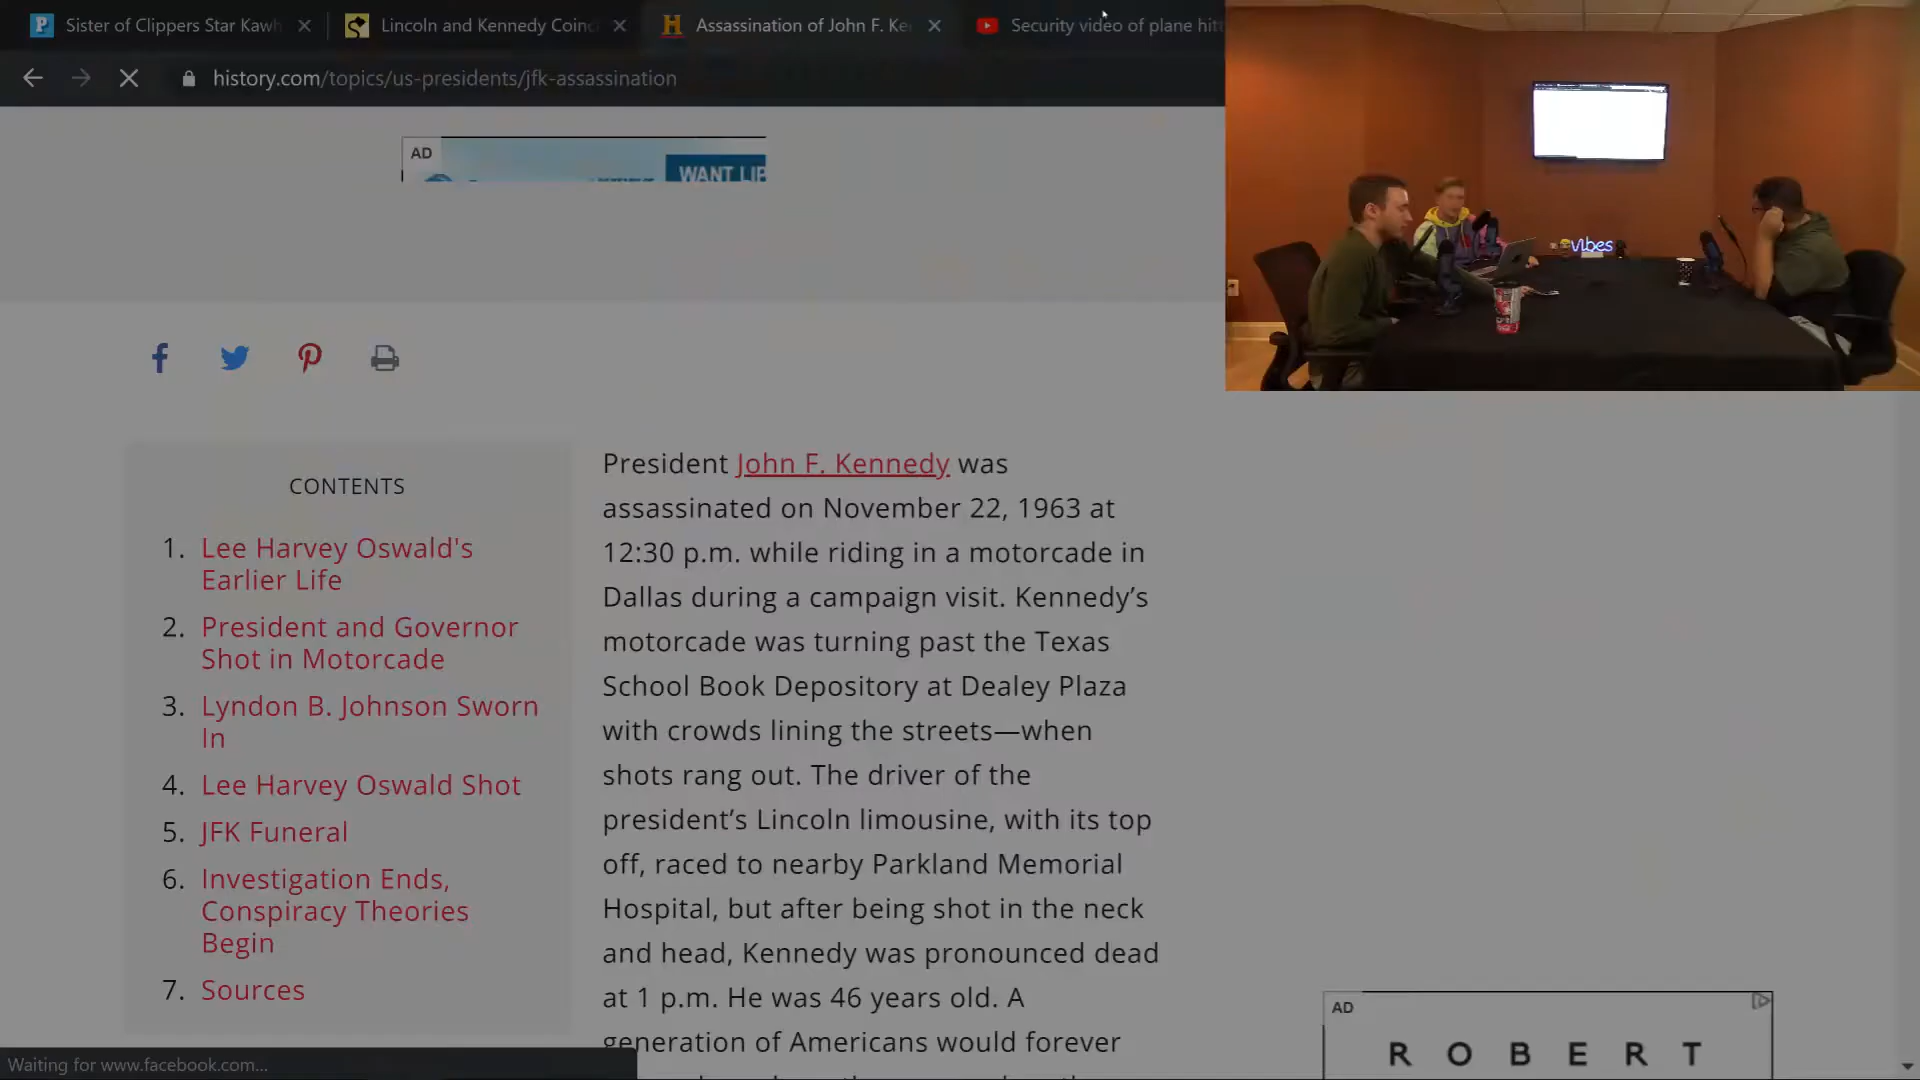 Sister of Clippers Star Kawh
Lincoln and Kennedy Coinc
Assassination of John F. Ke
Security video of plane hitt
history.com/topics/us-presidents/jfk-assassination
AD
WANT LIF
vibes
CONTENTS
1. Lee Harvey Oswald's
Earlier Life
2. President and Governor
Shot in Motorcade
3. Lyndon B. Johnson Sworn
In
4. Lee Harvey Oswald Shot
5. JFK Funeral
6. Investigation Ends,
Conspiracy Theories
Begin
7. Sources
President John F. Kennedy was
assassinated on November 22, 1963 at
12:30 p.m. while riding in a motorcade in
Dallas during a campaign visit. Kennedy’s
motorcade was turning past the Texas
School Book Depository at Dealey Plaza
with crowds lining the streets—when
shots rang out. The driver of the
president’s Lincoln limousine, with its top
off, raced to nearby Parkland Memorial
Hospital, but after being shot in the neck
and head, Kennedy was pronounced dead
at 1 p.m. He was 46 years old. A
generation of Americans would forever
AD
ROBERT
Waiting for www.facebook.com...